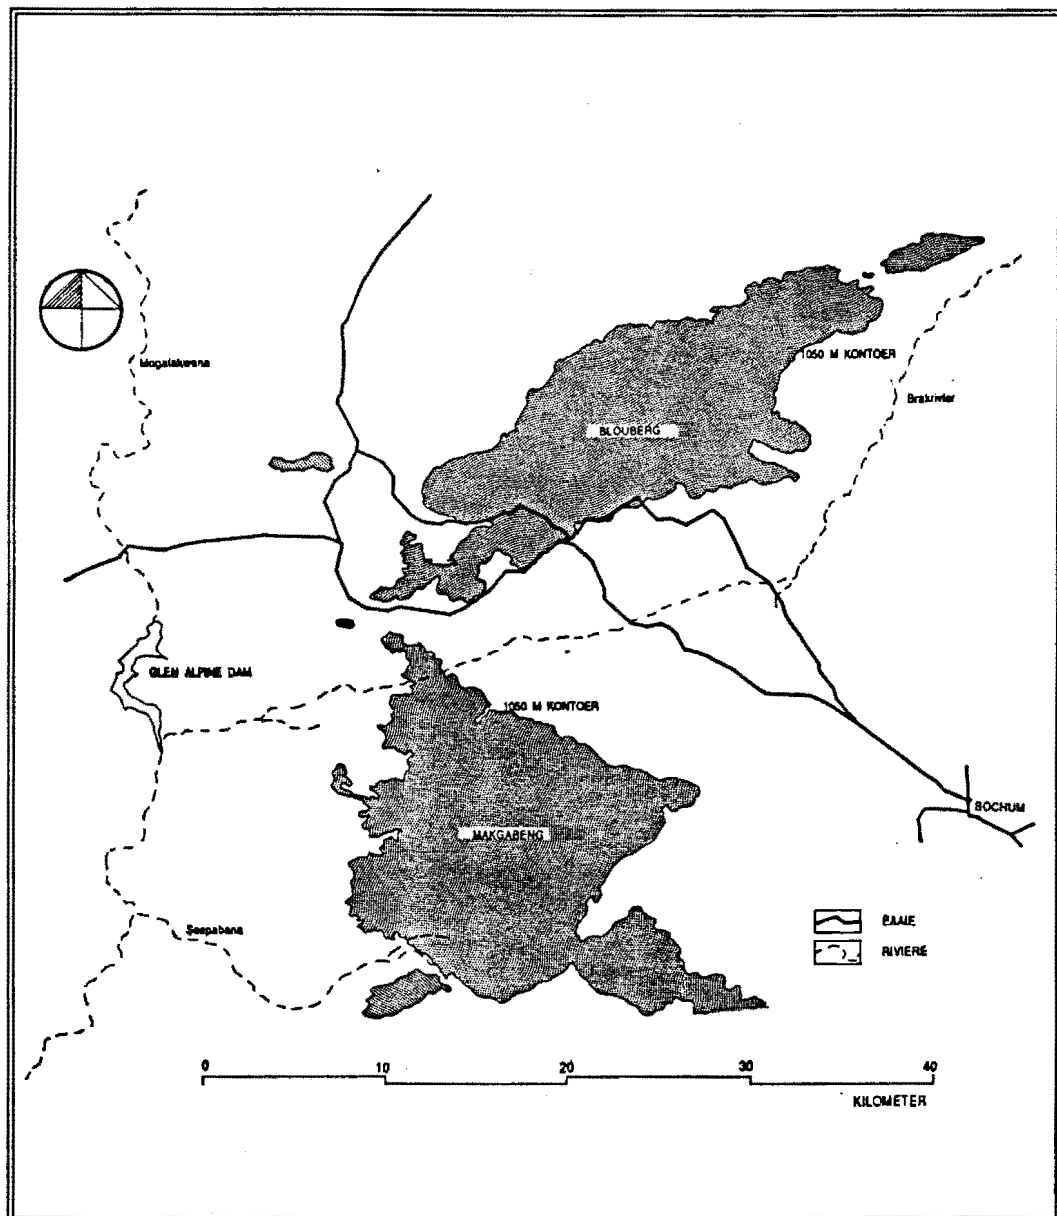 Mogalakwena
1050 M KONTOER
Brakrivier
BLOUBERG
GLEN ALPINE DAM
1050 M KONTOER
BOCHUM
MAKGABENG
PAAIE
Seepabana
RIVIERE
0 10 20 30 40
KILOMETER